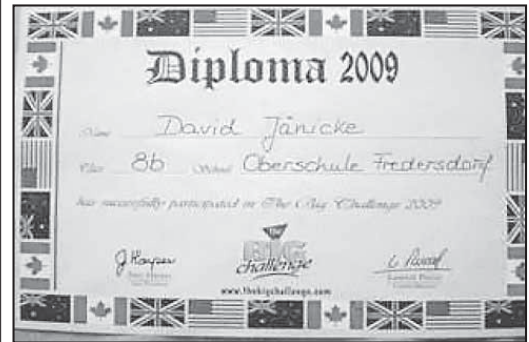 Diploma 2009
Name David Jänicke
Class 8b School Oberschule Fredersdorf
has successfully participated in The Big Challenge 2009
The
BIG
challenge
www.thebigchallenge.com